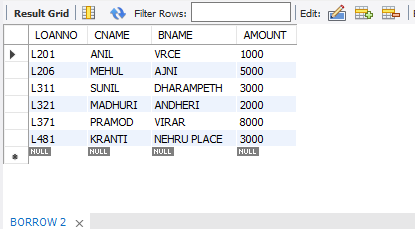 Result Grid Filter Rows: Edit:
LOANNO CNAME BNAME AMOUNT
L201 ANIL VRCE 1000
L206 MEHUL AJNI 5000
L311 SUNIL DHARAMPETH 3000
L321 MADHURI ANDHERI 2000
L371 PRAMOD VIRAR 8000
L481 KRANTI NEHRU PLACE 3000
NULL NULL NULL NULL
BORROW 2